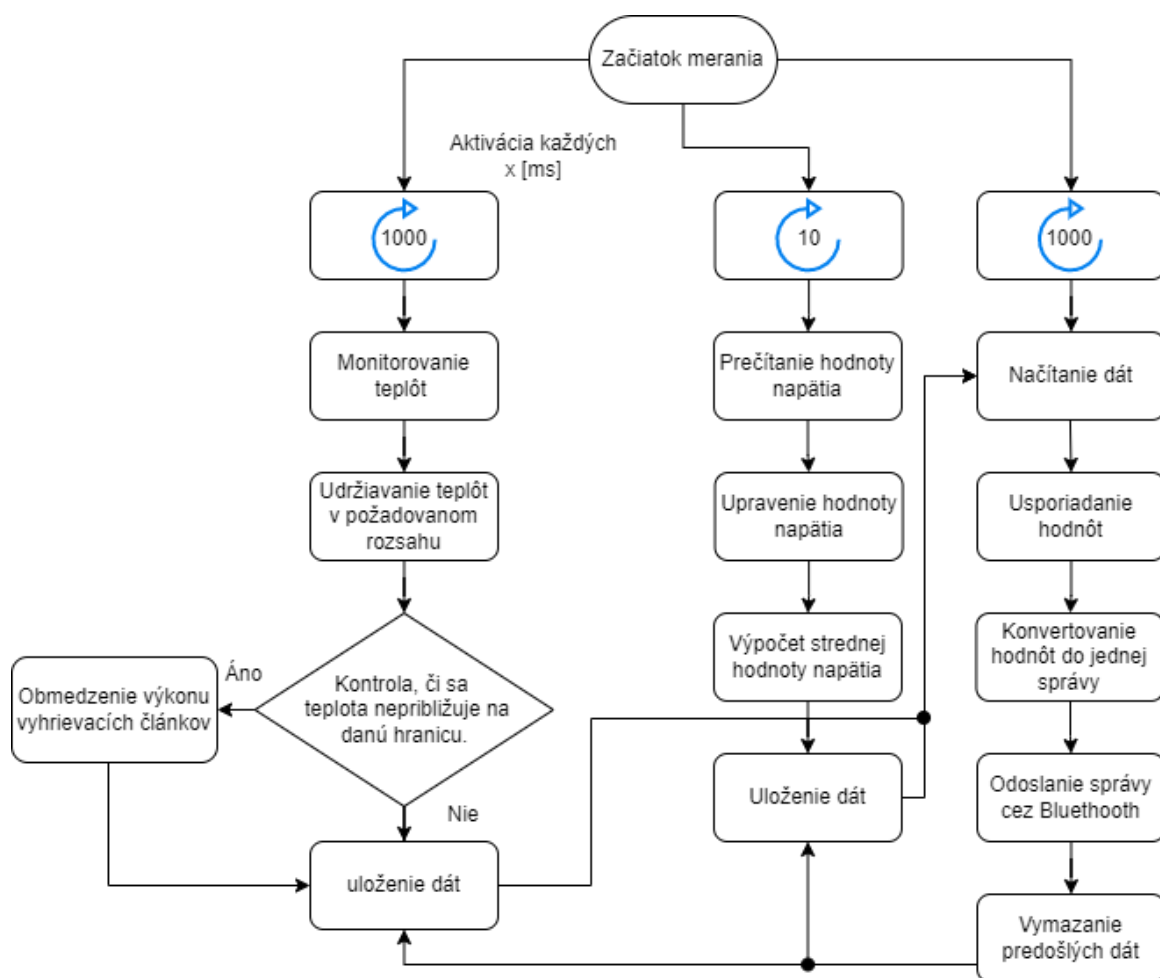 Začiatok merania
Aktivácia každých
x [ms]
1000
10
1000
Monitorovanie
teplôt
Prečítanie hodnoty
napätia
Načítanie dát
Udržiavanie teplôt
v požadovanom
rozsahu
Upravenie hodnoty
napätia
Usporiadanie
hodnôt
Áno
Obmedzenie výkonu
vyhrievacích článkov
Kontrola, či sa
teplota nepribližuje na
danú hranicu.
Výpočet strednej
hodnoty napätia
Konvertovanie
hodnôt do jednej
správy
Nie
Uloženie dát
Odoslanie správy
cez Bluethooth
uloženie dát
Vymazanie
predošlých dát